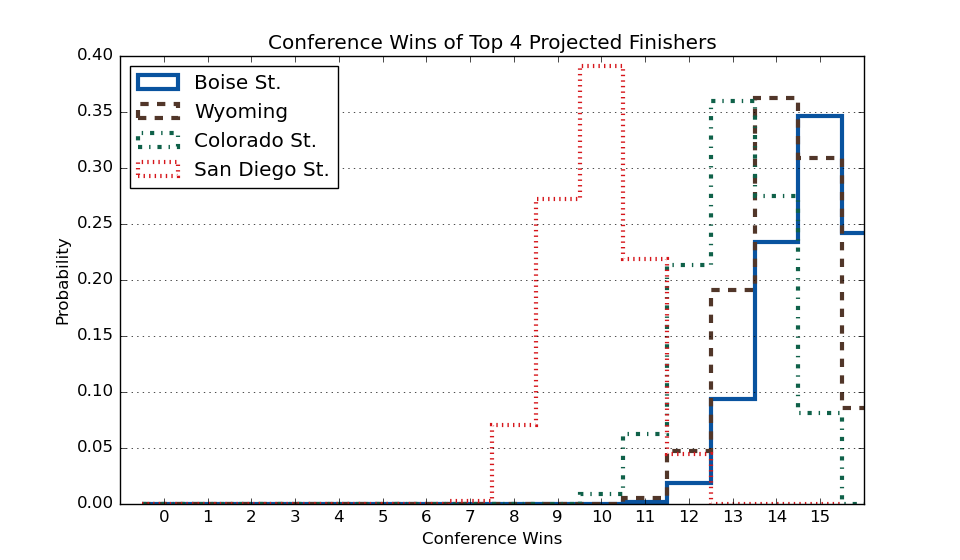 Conference Wins of Top 4 Projected Finishers
Boise St.
Wyoming
Colorado St.
San Diego St.
0.40
0.35
0.30
0.25
0.20
0.15
0.10
0.05
0.00
Probability
0 1 2 3 4 5 6 7 8 9 10 11 12 13 14 15
Conference Wins